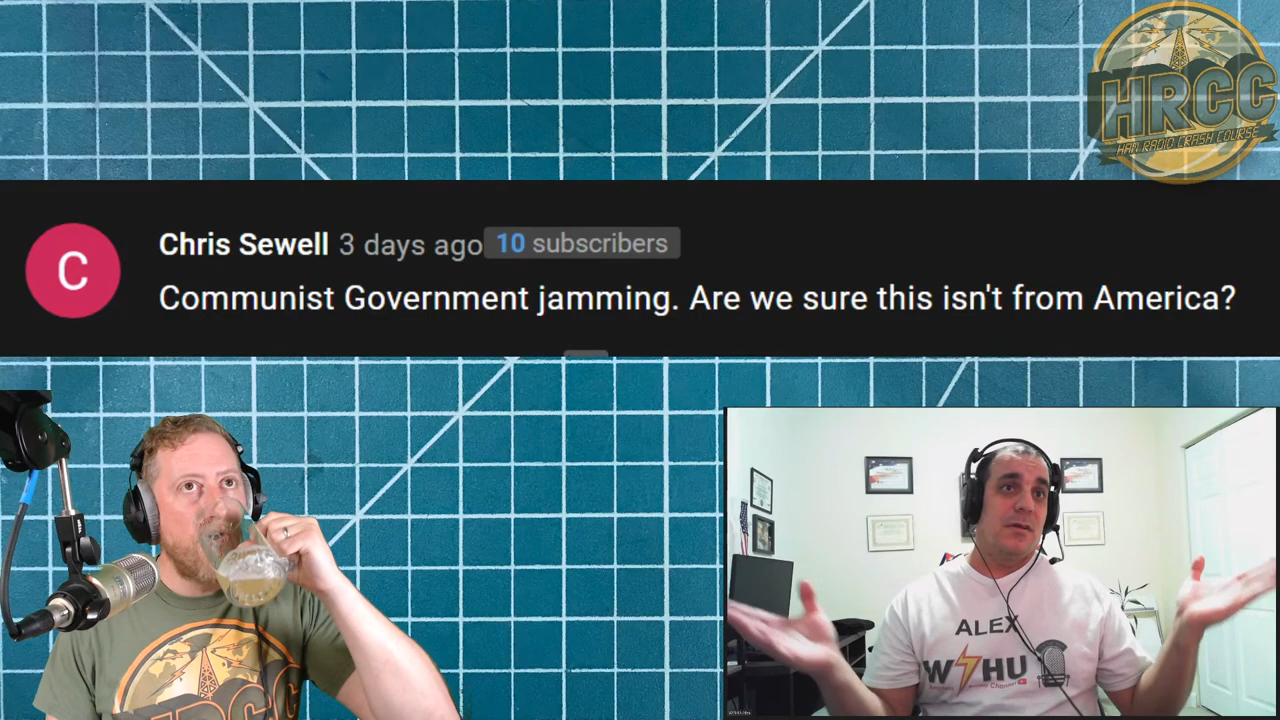 HRCC
HAM RADIO CRASH COURSE
C
Chris Sewell 3 days ago 10 subscribers
Communist Government jamming. Are we sure this isn't from America?
ALEX
HRCC